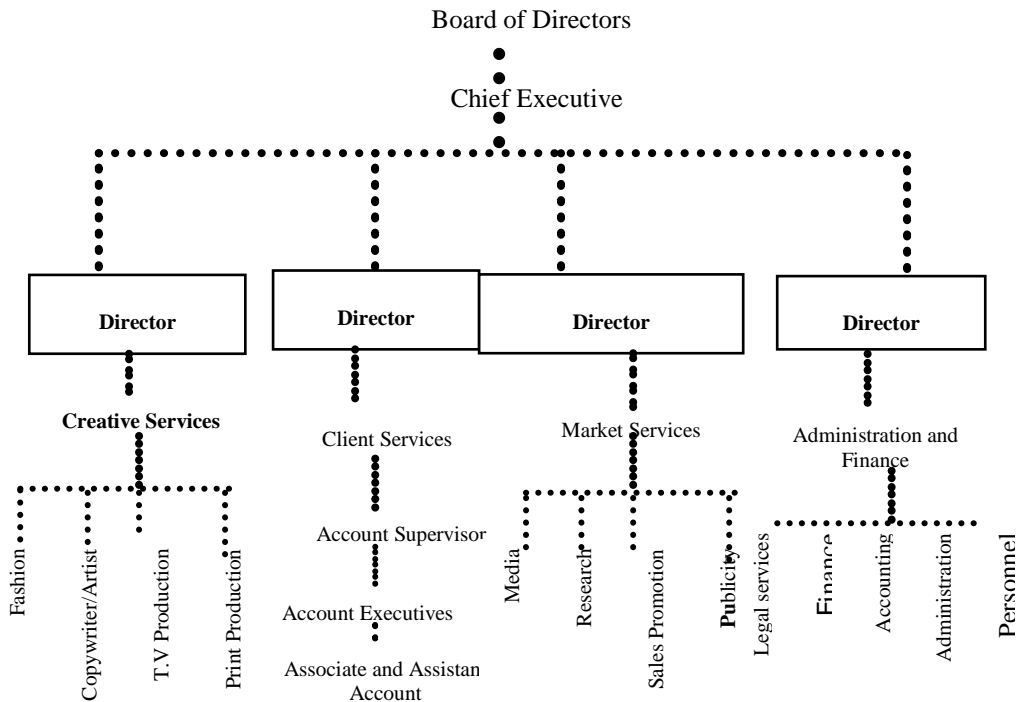 Board of Directors
Chief Executive
Director
Director
Director
Director
Creative Services
Client Services
Market Services
Administration and
Finance
Account Supervisor
Account Executives
Associate and Assistan
Account
Fashion
Copywriter/Artist
T.V Production
Print Production
Media
Research
Sales Promotion
Publicity
Legal services
Finance
Accounting
Administration
Personnel